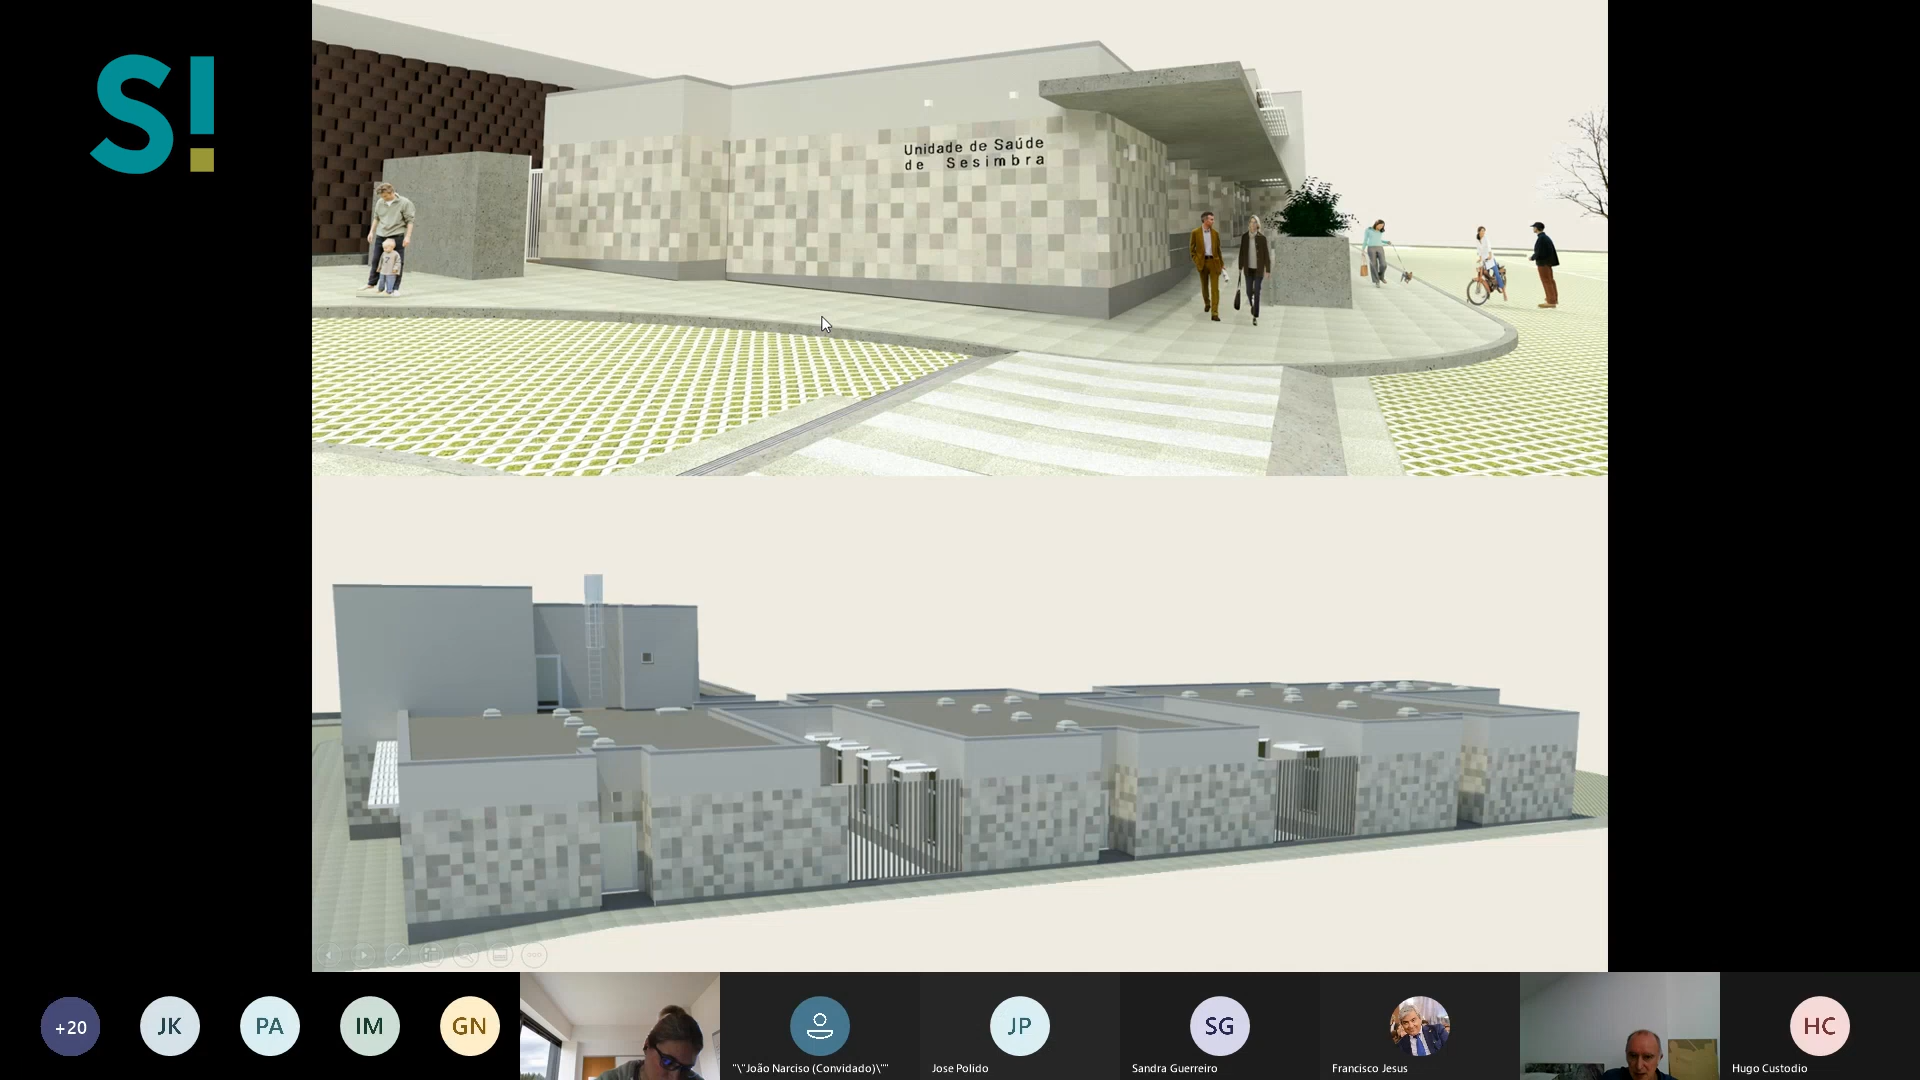 S!
Unidade de Saúde
de Sesimbra
+20
JK
PA
IM
GN
JP
SG
HC
"\"João Narciso (Convidado)\""
Jose Polido
Sandra Guerreiro
Francisco Jesus
Hugo Custodio